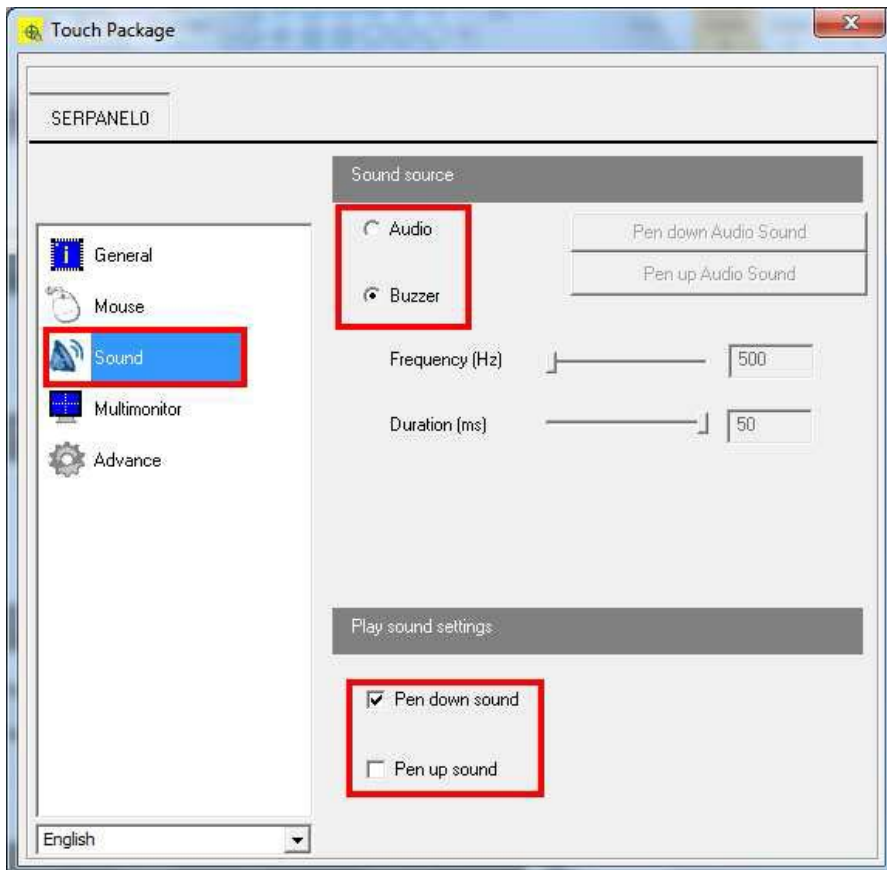 Touch Package
SERPANEL0
General
Mouse
Sound
Multimonitor
Advance
English
Sound source
Audio
Buzzer
Pen down Audio Sound
Pen up Audio Sound
Frequency (Hz)
500
Duration (ms)
50
Play sound settings
Pen down sound
Pen up sound